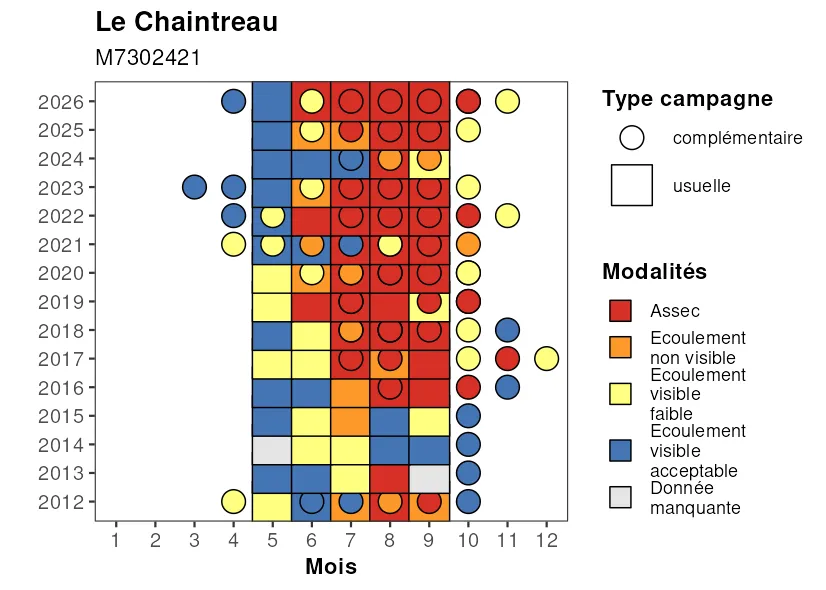 Le Chaintreau
M7302421
2026
2025
2024
2023
2022
2021
2020
2019
2018
2017
2016
2015
2014
2013
2012
1 2 3 4 5 6 7 8 9 10 11 12
Mois
Type campagne
complémentaire
usuelle
Modalités
Assec
Ecoulement
non visible
Ecoulement
visible
faible
Ecoulement
visible
acceptable
Donnée
manquante